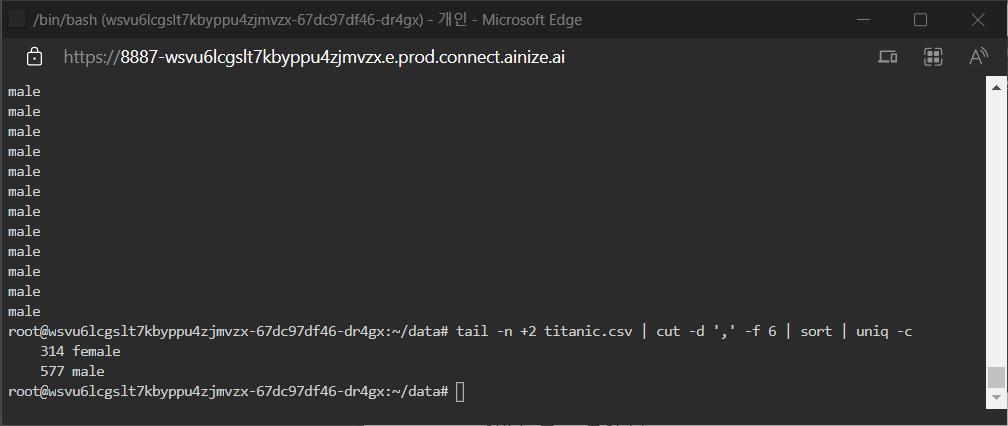 /bin/bash (wsvu6lcgslt7kbyppu4zjmvzx-67dc97df46-dr4gx) - 개인 - Microsoft Edge
https://8887-wsvu6lcgslt7kbyppu4zjmvzx.e.prod.connect.ainize.ai
male
male
male
male
male
male
male
male
male
male
male
male
root@wsvu6lcgslt7kbyppu4zjmvzx-67dc97df46-dr4gx:~/data# tail -n +2 titanic.csv | cut -d ',' -f 6 | sort | uniq -c
    314 female
    577 male
root@wsvu6lcgslt7kbyppu4zjmvzx-67dc97df46-dr4gx:~/data#